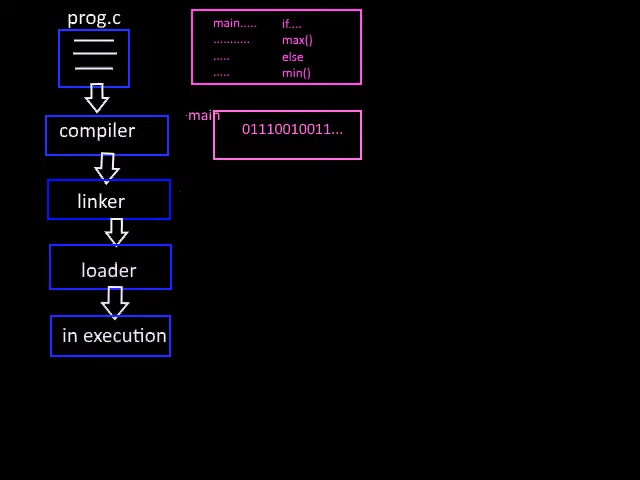 prog.c
main..... if....
........... max()
..... else
..... min()
compiler
main
01110010011...
linker
loader
in execution